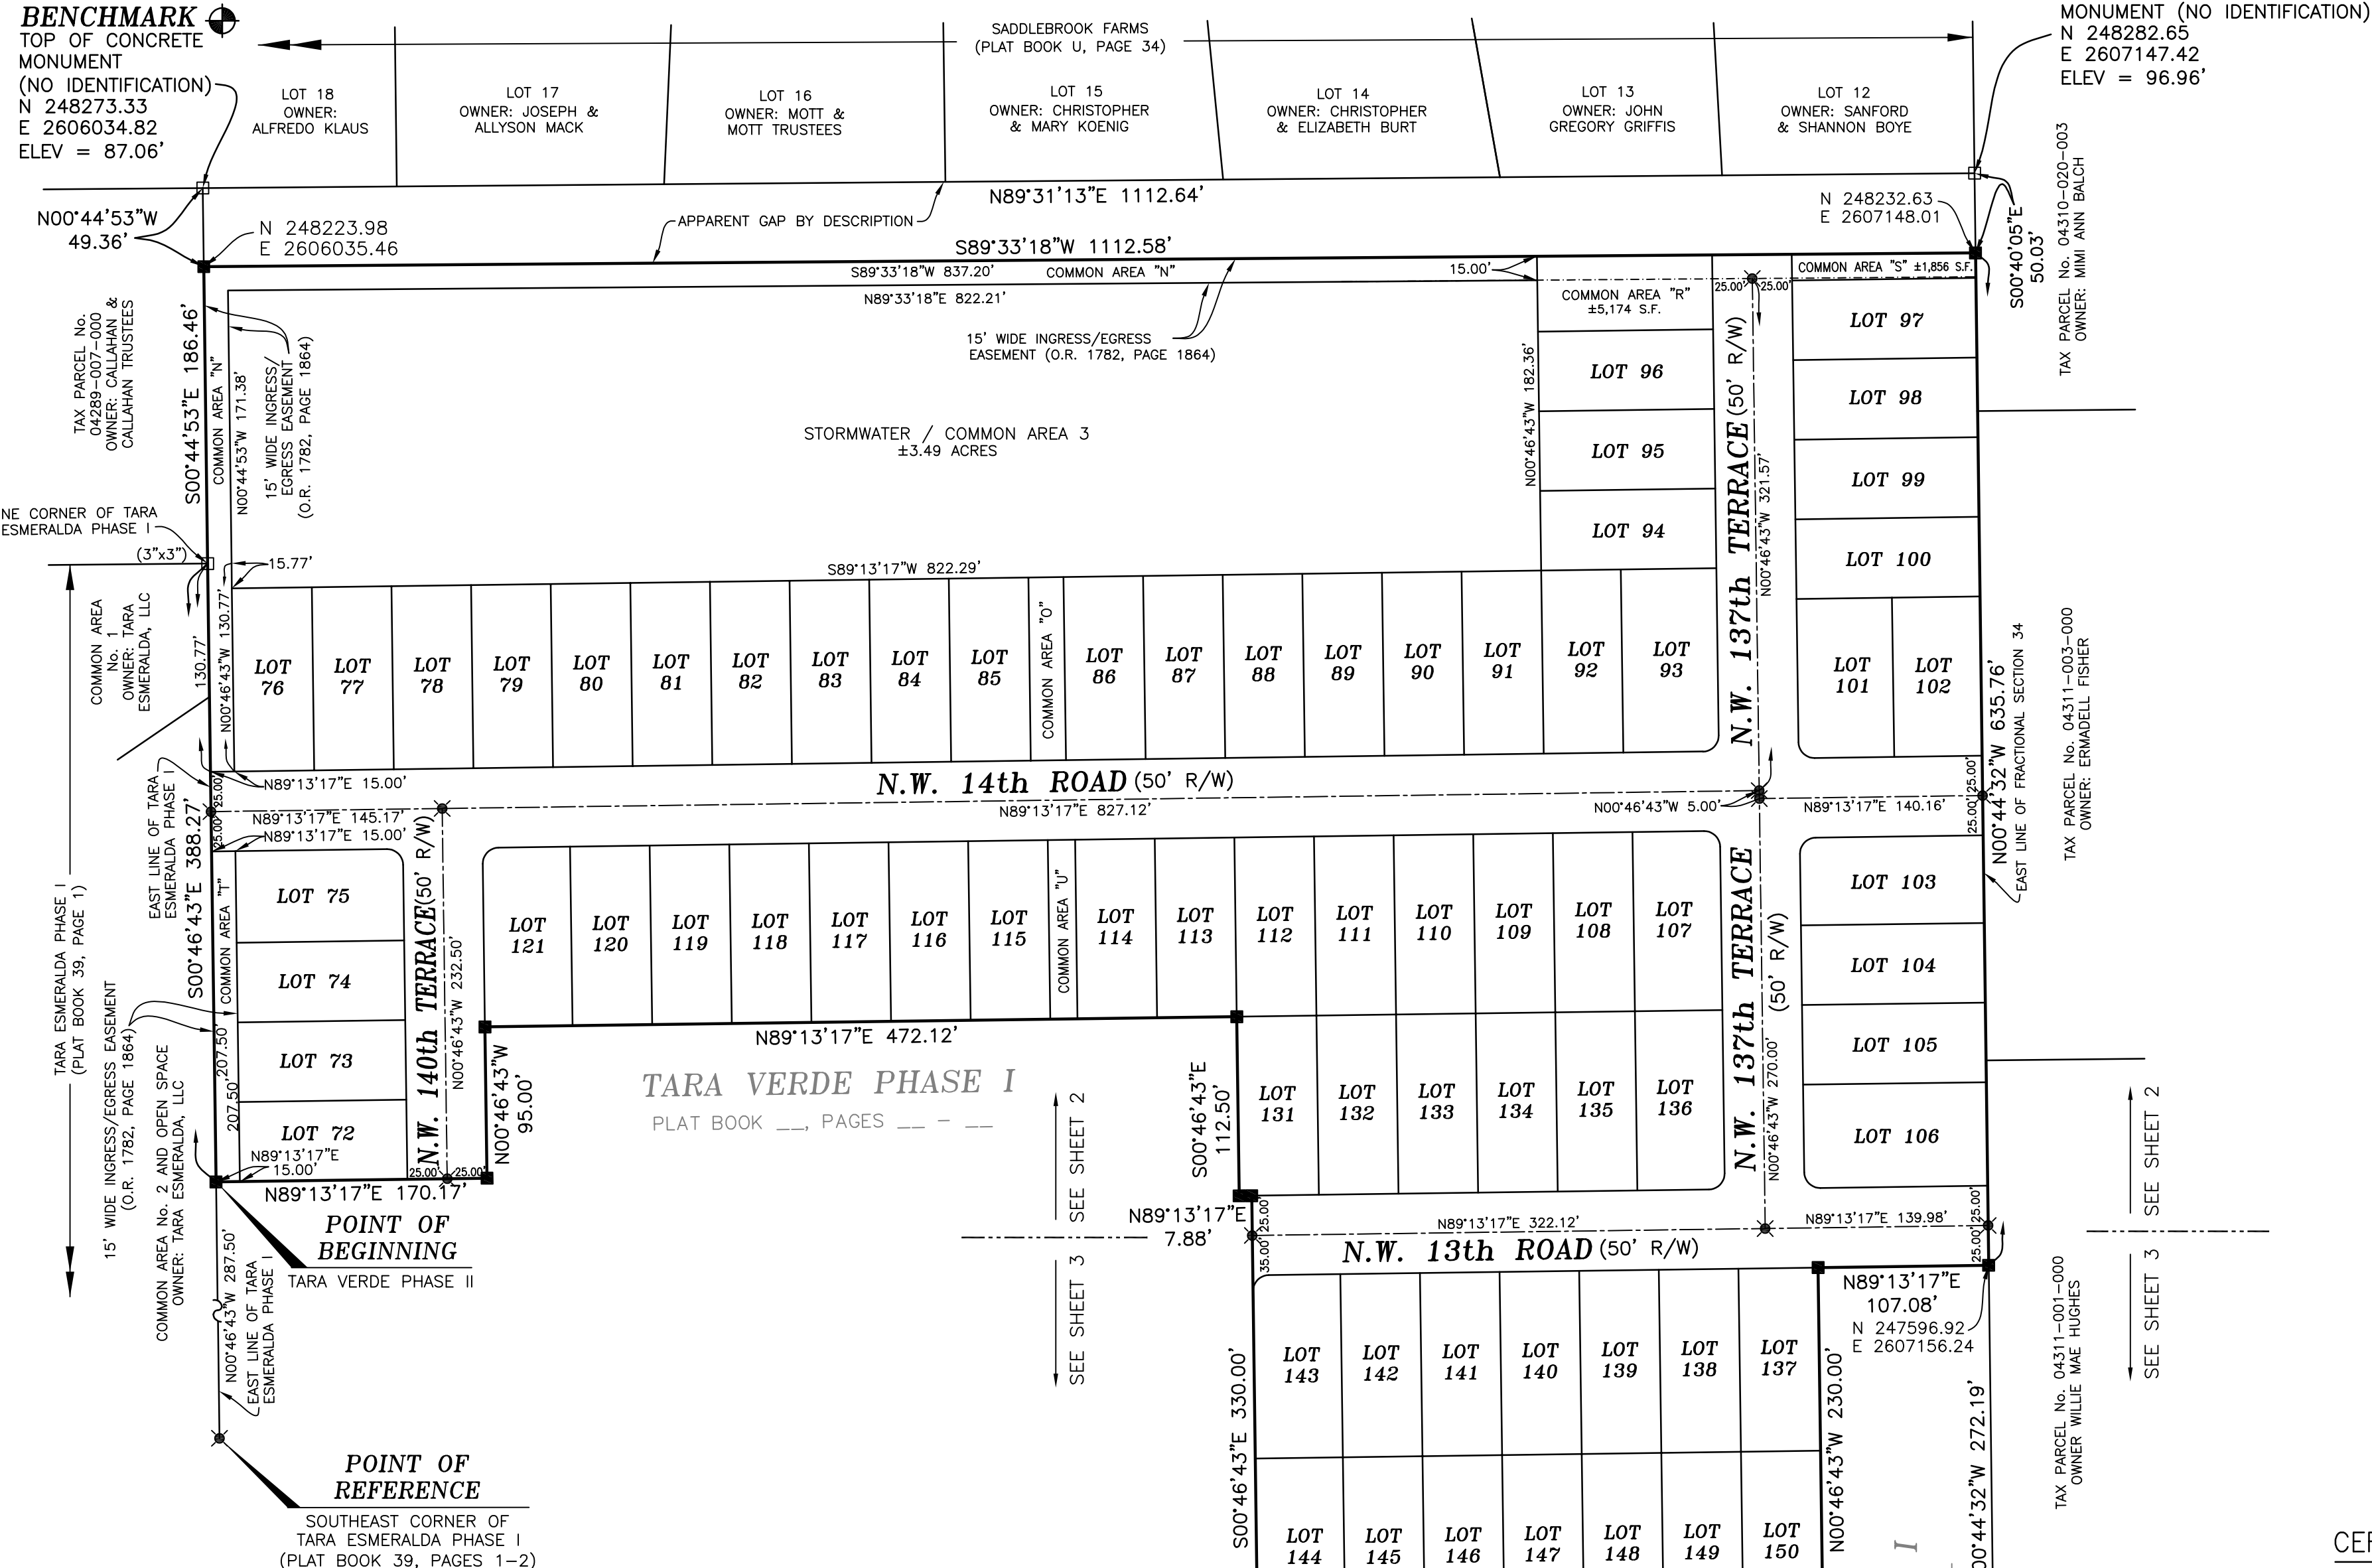 BENCHMARK
TOP OF CONCRETE
MONUMENT
(NO IDENTIFICATION)
N 248273.33
E 2606034.82
ELEV = 87.06'
SADDLEBROOK FARMS
(PLAT BOOK U, PAGE 34)
MONUMENT (NO IDENTIFICATION)
N 248282.65
E 2607147.42
ELEV = 96.96'
LOT 18
OWNER:
ALFREDO KLAUS
LOT 17
OWNER: JOSEPH &
ALLYSON MACK
LOT 16
OWNER: MOTT &
MOTT TRUSTEES
LOT 15
OWNER: CHRISTOPHER
& MARY KOENIG
LOT 14
OWNER: CHRISTOPHER
& ELIZABETH BURT
LOT 13
OWNER: JOHN
GREGORY GRIFFIS
LOT 12
OWNER: SANFORD
& SHANNON BOYE
TAX PARCEL No. 04310-020-003
OWNER: MIMI ANN BALCH
N89°31'13"E 1112.64'
N00°44'53"W
49.36'
N 248223.98
E 2606035.46
APPARENT GAP BY DESCRIPTION
N 248232.63
E 2607148.01
S00°40'05"E
50.03'
S89°33'18"W 1112.58'
S89°33'18"W 837.20'
COMMON AREA "N"
15.00'
N89°33'18"E 822.21'
COMMON AREA "R"
±5,174 S.F.
25.00'
25.00'
COMMON AREA "S" ±1,856 S.F.
15' WIDE INGRESS/EGRESS
EASEMENT (O.R. 1782, PAGE 1864)
TAX PARCEL No.
04289-007-000
OWNER: CALLAHAN &
CALLAHAN TRUSTEES
S00°44'53"E 186.46'
COMMON AREA "N"
N00°44'53"W 171.38'
15' WIDE INGRESS/
EGRESS EASEMENT
(O.R. 1782, PAGE 1864)
STORMWATER / COMMON AREA 3
±3.49 ACRES
N00°46'43"W 182.36'
LOT 96
LOT 95
LOT 94
N.W. 137th TERRACE (50' R/W)
N00°46'43"W 321.57'
LOT 97
LOT 98
LOT 99
LOT 100
NE CORNER OF TARA
ESMERALDA PHASE I
(3"x3")
15.77'
S89°13'17"W 822.29'
COMMON AREA
No. 1
OWNER: TARA
ESMERALDA, LLC
130.77'
N00°46'43"W 130.77'
LOT
76
LOT
77
LOT
78
LOT
79
LOT
80
LOT
81
LOT
82
LOT
83
LOT
84
LOT
85
COMMON AREA "O"
LOT
86
LOT
87
LOT
88
LOT
89
LOT
90
LOT
91
LOT
92
LOT
93
LOT
101
LOT
102
N00°44'32"W 635.76'
EAST LINE OF FRACTIONAL SECTION 34
TAX PARCEL No. 04311-003-000
OWNER: ERMADELL FISHER
EAST LINE OF TARA
ESMERALDA PHASE I
25.00'
N89°13'17"E 15.00'
N.W. 14th ROAD (50' R/W)
N89°13'17"E 145.17'
N89°13'17"E 827.12'
N00°46'43"W 5.00'
N89°13'17"E 140.16'
25.00'
25.00'
25.00'
N89°13'17"E 15.00'
S00°46'43"E 388.27'
TARA ESMERALDA PHASE I
(PLAT BOOK 39, PAGE 1)
15' WIDE INGRESS/EGRESS EASEMENT
(O.R. 1782, PAGE 1864)
COMMON AREA "T"
207.50'
207.50'
LOT 75
LOT 74
LOT 73
LOT 72
N.W. 140th TERRACE (50' R/W)
N00°46'43"W 232.50'
LOT
121
LOT
120
LOT
119
LOT
118
LOT
117
LOT
116
LOT
115
COMMON AREA "U"
LOT
114
LOT
113
LOT
112
LOT
111
LOT
110
LOT
109
LOT
108
LOT
107
N.W. 137th TERRACE
(50' R/W)
N00°46'43"W 270.00'
LOT 103
LOT 104
LOT 105
LOT 106
N89°13'17"E 472.12'
N00°46'43"W
95.00'
TARA VERDE PHASE I
PLAT BOOK __, PAGES __ - __
S00°46'43"E
112.50'
LOT
131
LOT
132
LOT
133
LOT
134
LOT
135
LOT
136
SEE SHEET 2
SEE SHEET 3
SEE SHEET 2
SEE SHEET 3
COMMON AREA No. 2 AND OPEN SPACE
OWNER: TARA ESMERALDA, LLC
N89°13'17"E
15.00'
25.00'
25.00'
N89°13'17"E 170.17'
POINT OF
BEGINNING
TARA VERDE PHASE II
N89°13'17"E
7.88'
25.00'
35.00'
N89°13'17"E 322.12'
N89°13'17"E 139.98'
25.00'
25.00'
N.W. 13th ROAD (50' R/W)
N89°13'17"E
107.08'
N 247596.92
E 2607156.24
N00°46'43"W 287.50'
EAST LINE OF TARA
ESMERALDA PHASE I
S00°46'43"E 330.00'
LOT
143
LOT
142
LOT
141
LOT
140
LOT
139
LOT
138
LOT
137
N00°46'43"W 230.00'
00°44'32"W 272.19'
TAX PARCEL No. 04311-001-000
OWNER WILLIE MAE HUGHES
POINT OF
REFERENCE
SOUTHEAST CORNER OF
TARA ESMERALDA PHASE I
(PLAT BOOK 39, PAGES 1-2)
LOT
144
LOT
145
LOT
146
LOT
147
LOT
148
LOT
149
LOT
150
I